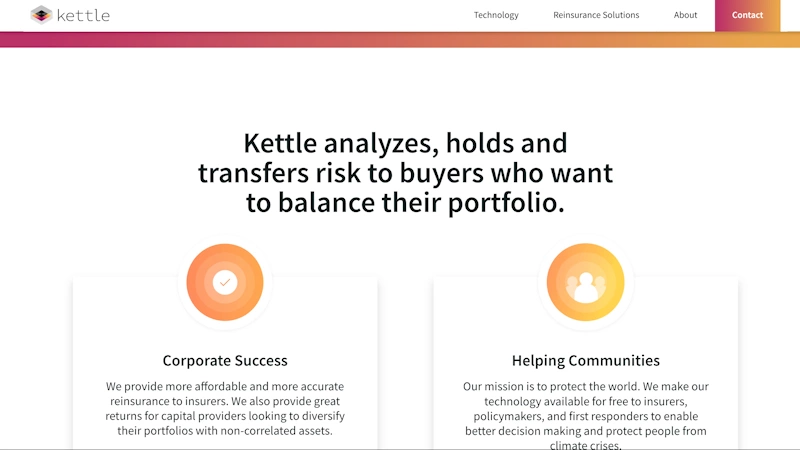 kettle
Technology
Reinsurance Solutions
About
Contact
Kettle analyzes, holds and
transfers risk to buyers who want
to balance their portfolio.
Corporate Success
We provide more affordable and more accurate
reinsurance to insurers. We also provide great
returns for capital providers looking to diversify
their portfolios with non-correlated assets.
Helping Communities
Our mission is to protect the world. We make our
technology available for free to insurers,
policymakers, and first responders to enable
better decision making and protect people from
climate crises.